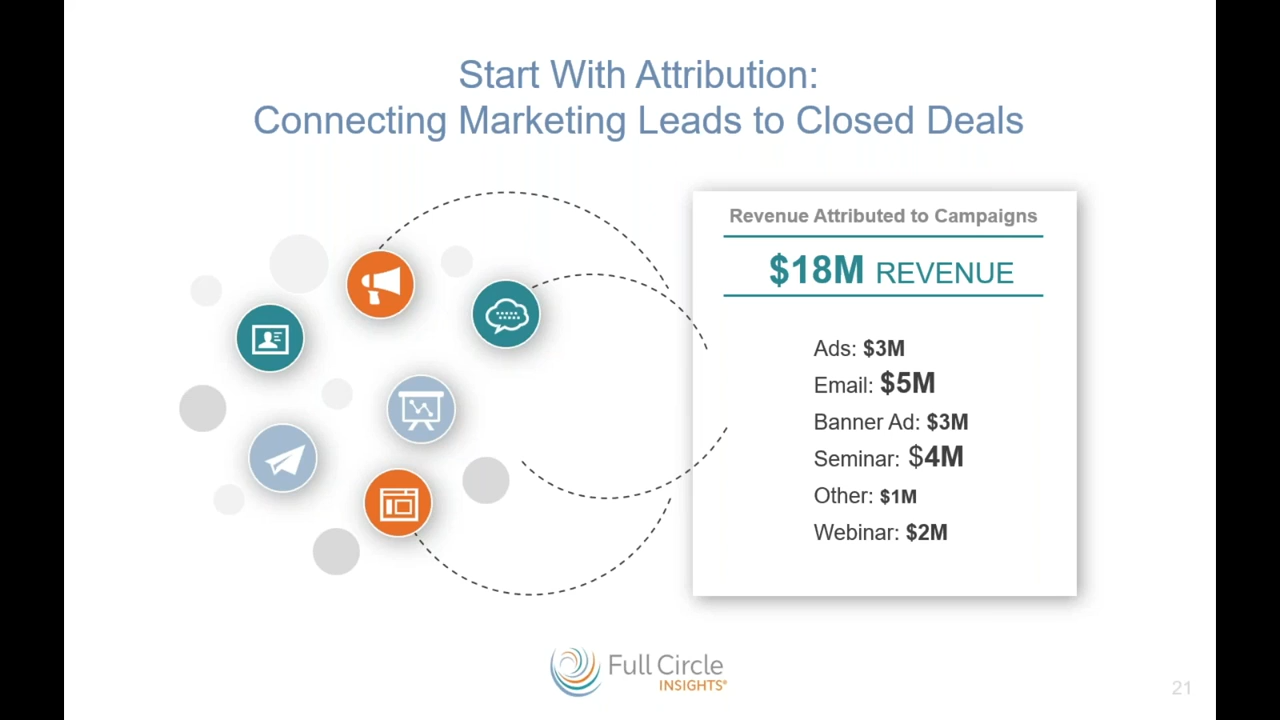 Start With Attribution:
Connecting Marketing Leads to Closed Deals
Revenue Attributed to Campaigns
$18M REVENUE
Ads: $3M
Email: $5M
Banner Ad: $3M
Seminar: $4M
Other: $1M
Webinar: $2M
Full Circle
INSIGHTS®
21